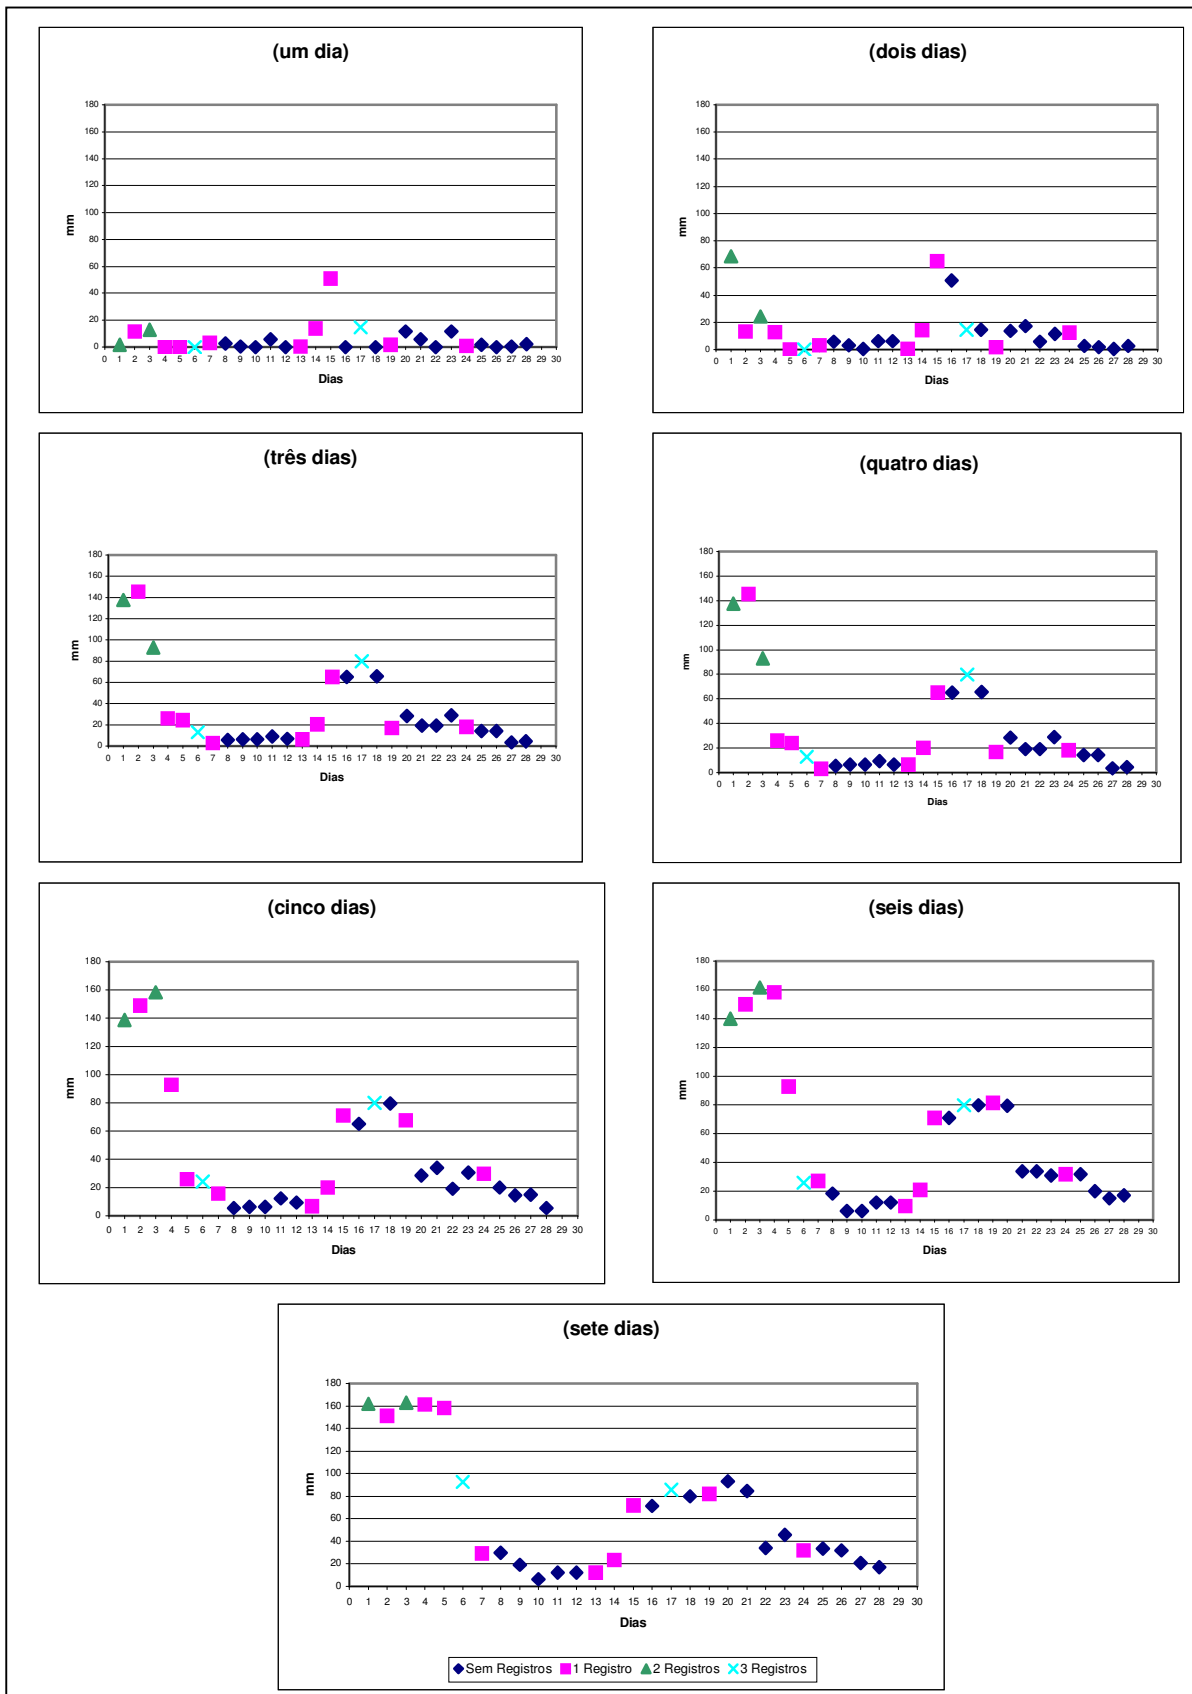 (um dia)
180
160
140
120
100
80
60
40
20
0
mm
0 1 2 3 4 5 6 7 8 9 10 11 12 13 14 15 16 17 18 19 20 21 22 23 24 25 26 27 28 29 30
Dias
(dois dias)
180
160
140
120
100
80
60
40
20
0
mm
0 1 2 3 4 5 6 7 8 9 10 11 12 13 14 15 16 17 18 19 20 21 22 23 24 25 26 27 28 29 30
Dias
(três dias)
180
160
140
120
100
80
60
40
20
0
mm
0 1 2 3 4 5 6 7 8 9 10 11 12 13 14 15 16 17 18 19 20 21 22 23 24 25 26 27 28 29 30
Dias
(quatro dias)
180
160
140
120
100
80
60
40
20
0
mm
0 1 2 3 4 5 6 7 8 9 10 11 12 13 14 15 16 17 18 19 20 21 22 23 24 25 26 27 28 29 30
Dias
(cinco dias)
180
160
140
120
100
80
60
40
20
0
mm
0 1 2 3 4 5 6 7 8 9 10 11 12 13 14 15 16 17 18 19 20 21 22 23 24 25 26 27 28 29 30
Dias
(seis dias)
180
160
140
120
100
80
60
40
20
0
mm
0 1 2 3 4 5 6 7 8 9 10 11 12 13 14 15 16 17 18 19 20 21 22 23 24 25 26 27 28 29 30
Dias
(sete dias)
180
160
140
120
100
80
60
40
20
0
mm
0 1 2 3 4 5 6 7 8 9 10 11 12 13 14 15 16 17 18 19 20 21 22 23 24 25 26 27 28 29 30
Dias
Sem Registros 1 Registro 2 Registros 3 Registros